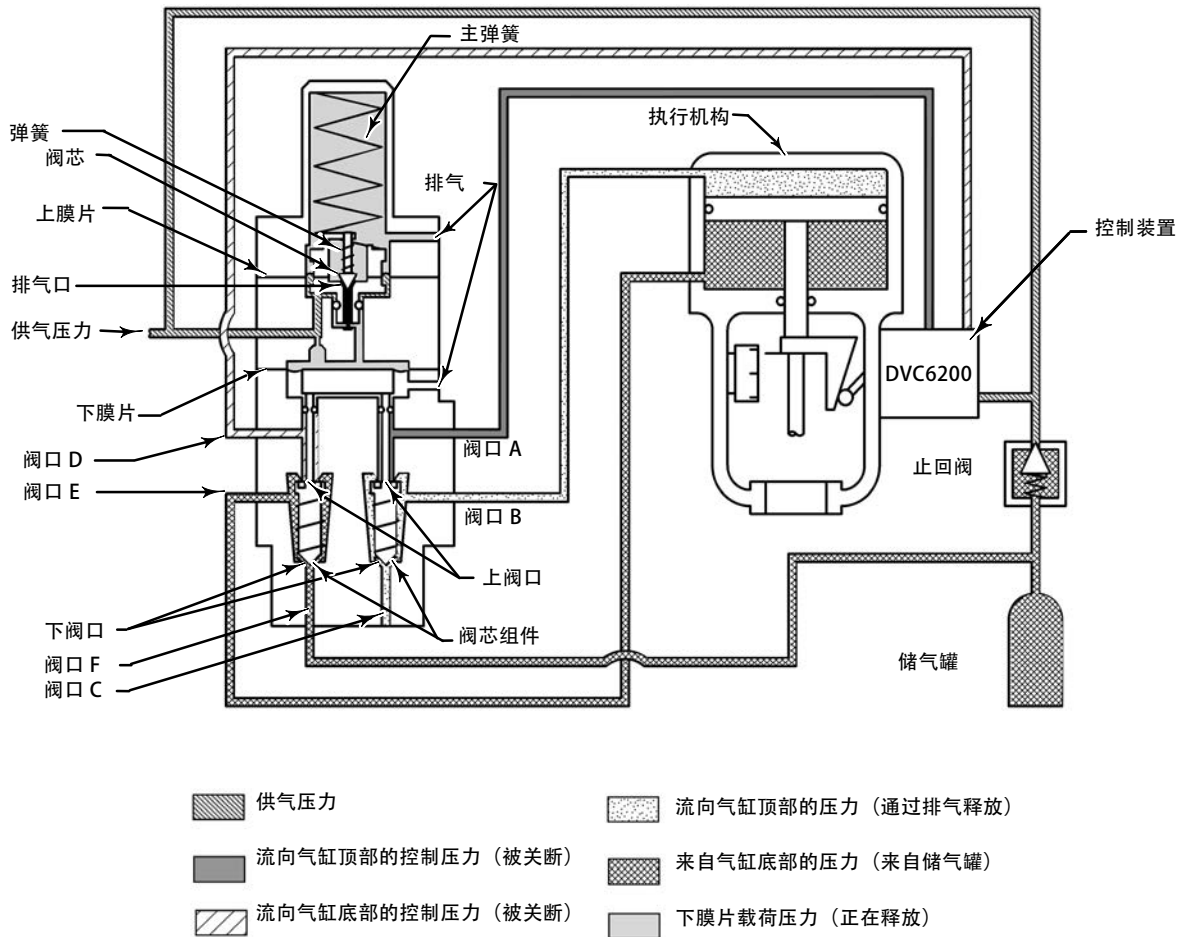 主弹簧
弹簧
阀芯
上膜片
排气口
供气压力
下膜片
阀口 D
阀口 E
下阀口
阀口 F
阀口 C
排气
执行机构
控制装置
DVC6200
阀口 A
阀口 B
止回阀
上阀口
阀芯组件
储气罐
供气压力
流向气缸顶部的控制压力（被关断）
流向气缸底部的控制压力（被关断）
流向气缸顶部的压力（通过排气释放）
来自气缸底部的压力（来自储气罐）
下膜片载荷压力（正在释放）